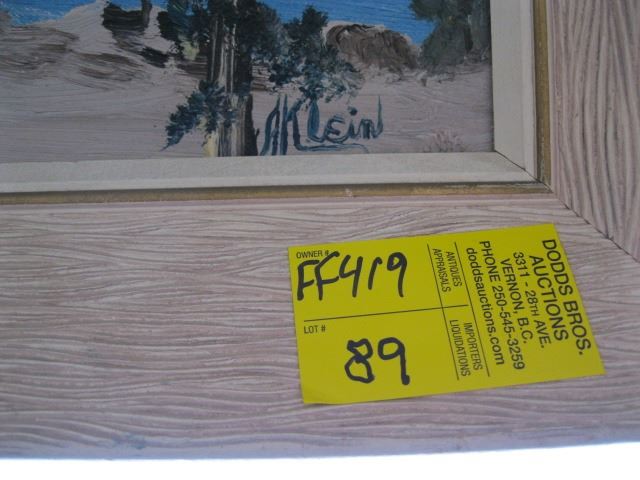 Klein
OWNER #
FF419
LOT #
89
ANTIQUES
APPRAISALS
IMPORTERS
LIQUIDATIONS
DODDS BROS.
AUCTIONS
3311 - 28TH AVE.
VERNON, B.C.
PHONE 250-545-3259
doddsauctions.com